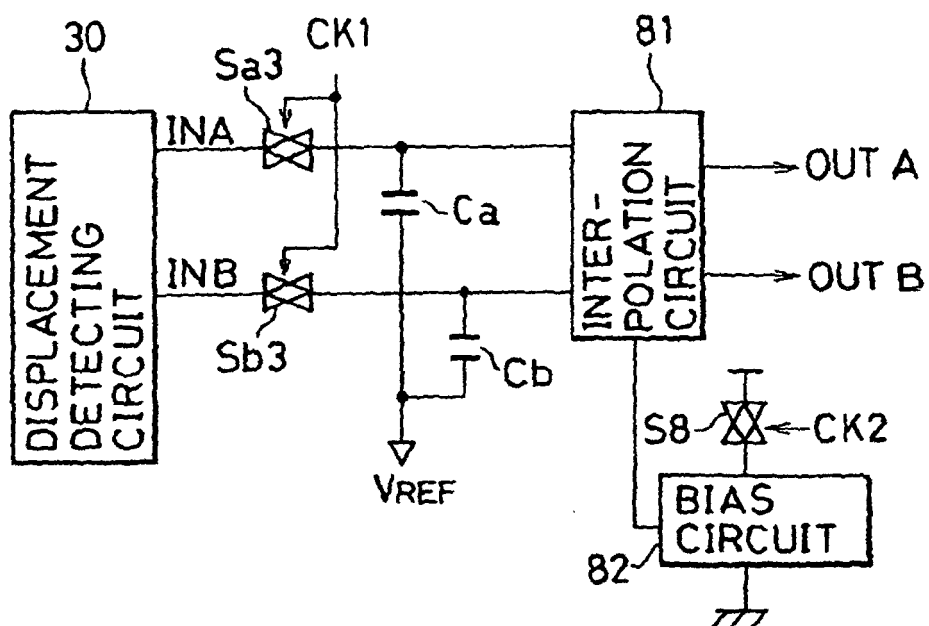 30
Sa3
CK1
81
INA
INB
DISPLACEMENT
DETECTING
CIRCUIT
Ca
Sb3
Cb
VREF
INTER-
POLATION
CIRCUIT
OUT A
OUT B
S8
CK2
BIAS
CIRCUIT
82